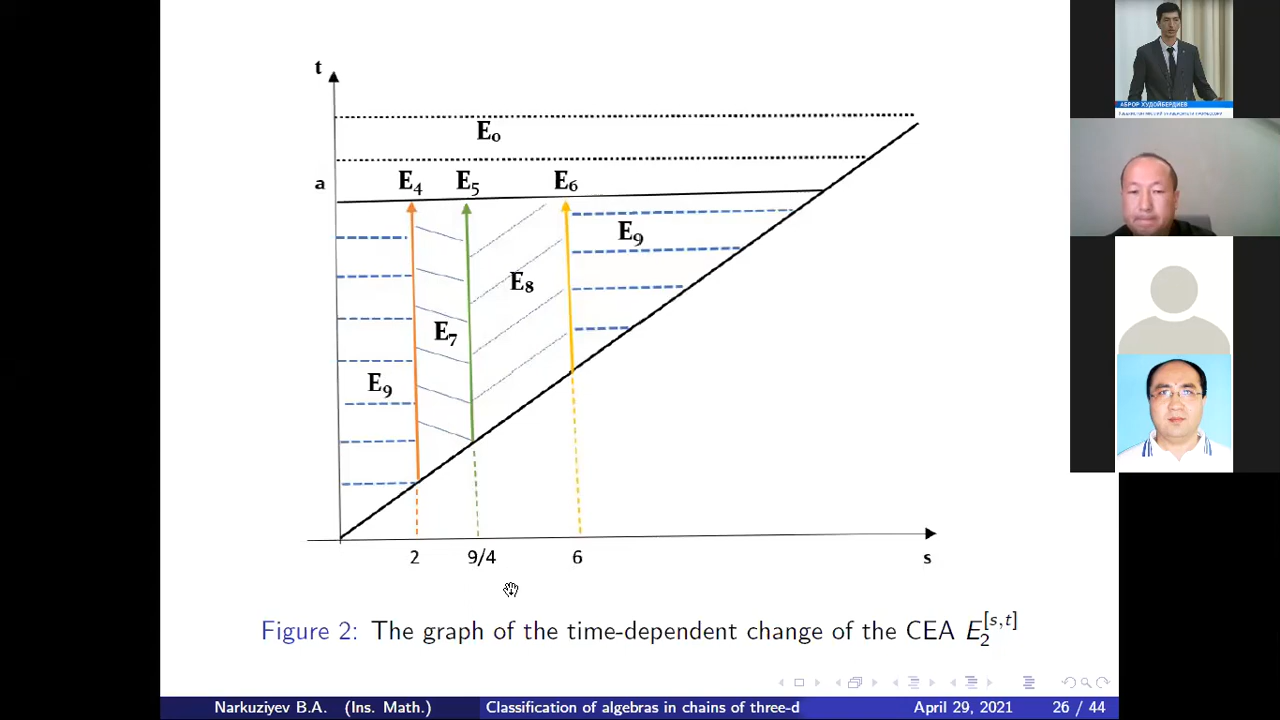 t
E₀
a
E₄ E₅ E₆
E₉
E₈
E₇
E₉
2 9/4 6 s
Figure 2: The graph of the time-dependent change of the CEA E₂^[s,t]
Narkuziyev B.A. (Ins. Math.) Classification of algebras in chains of three-d April 29, 2021 26 / 44
АБРОР ХУДОЙБЕРДИЕВ